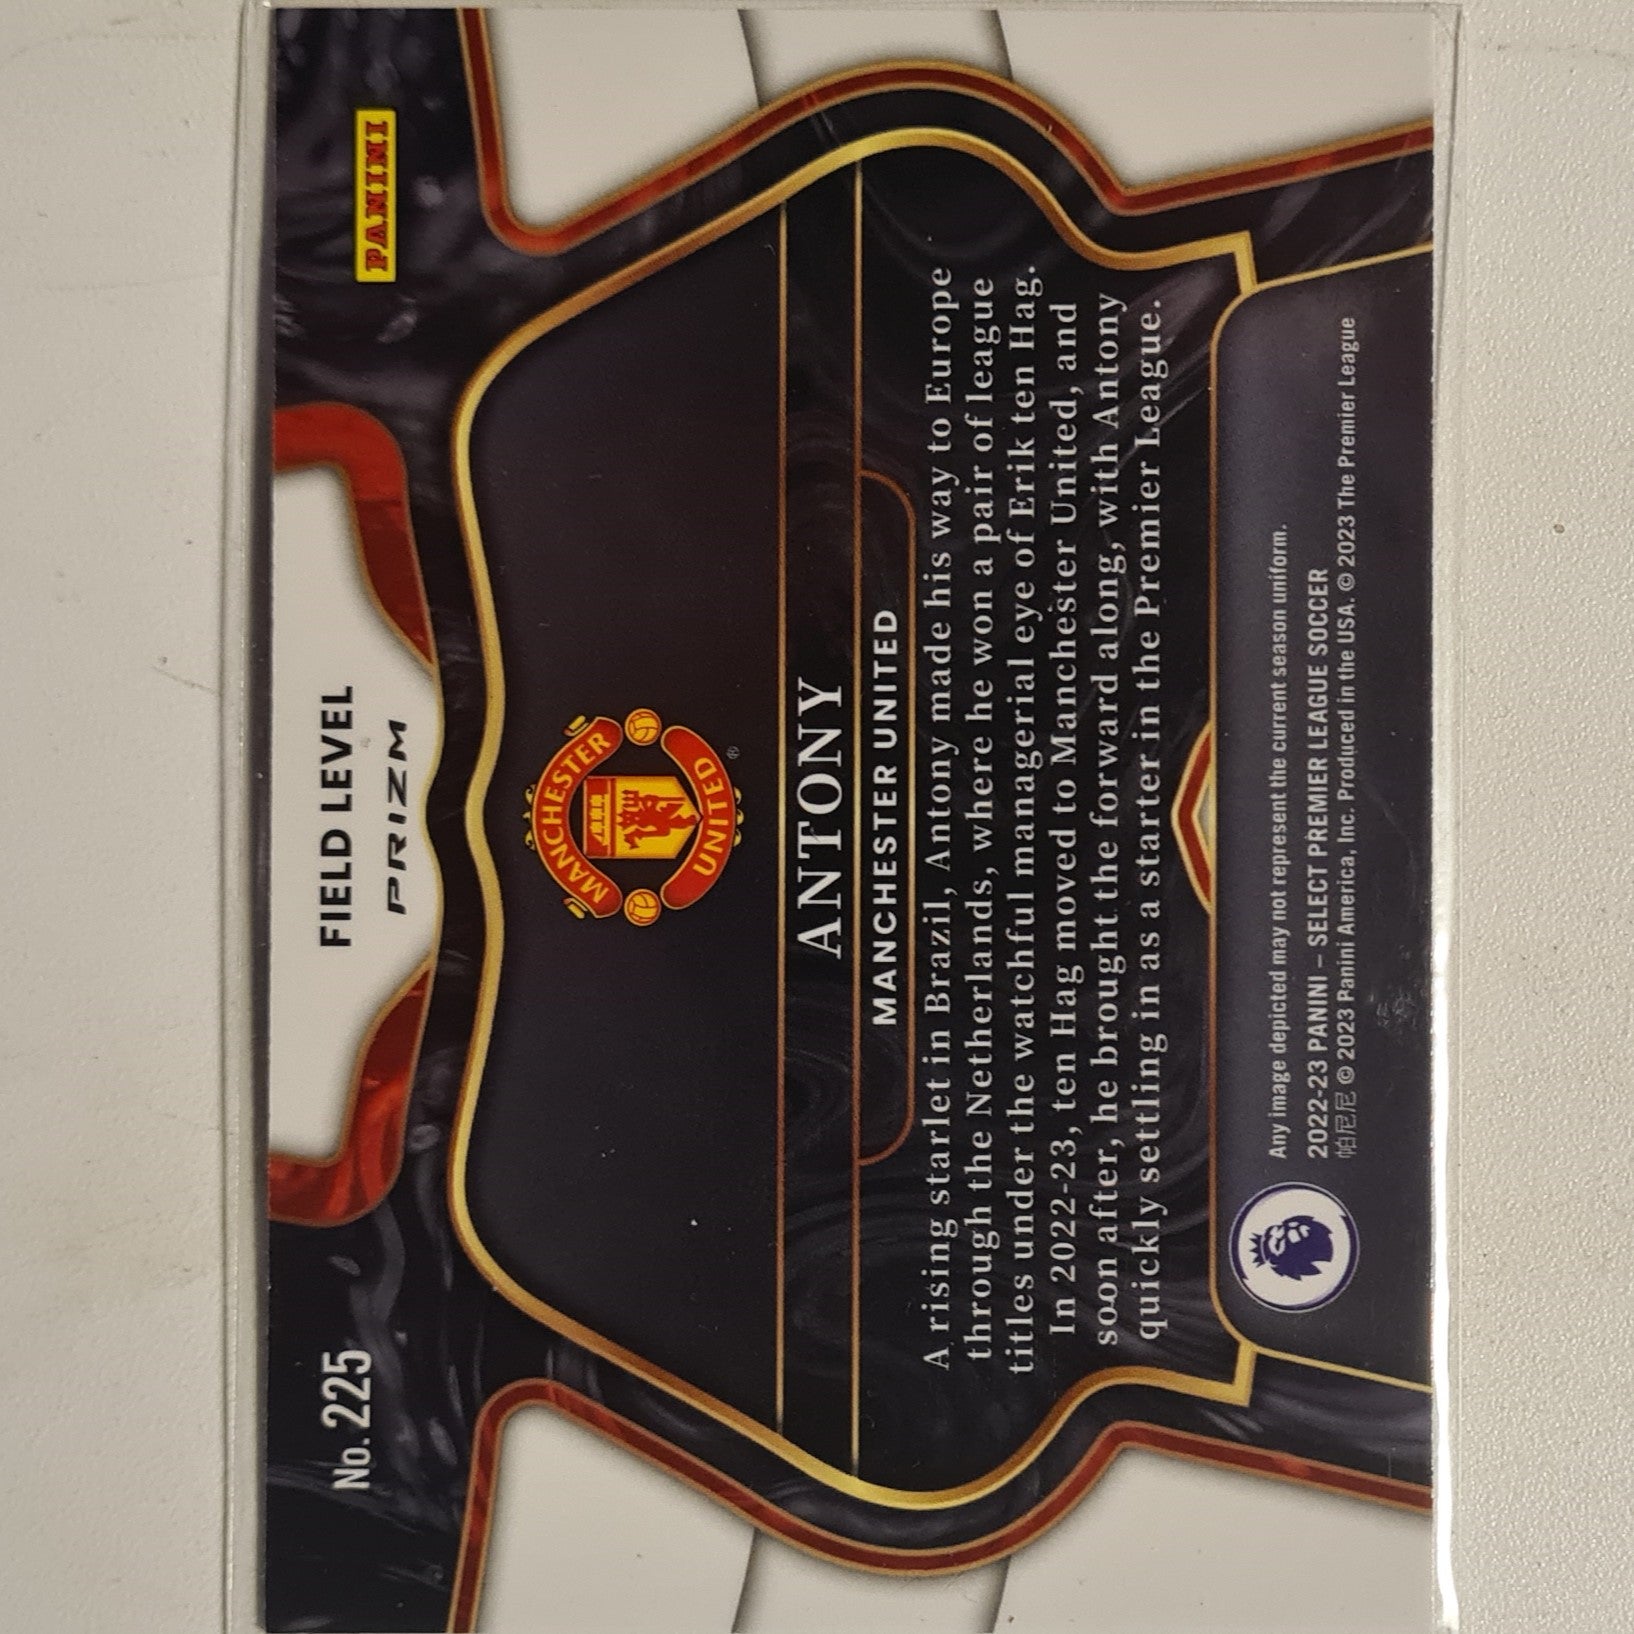 No. 225
FIELD LEVEL
PRIZM
PANINI
MANCHESTER
UNITED
®
ANTONY
MANCHESTER UNITED
A rising starlet in Brazil, Antony made his way to Europe
through the Netherlands, where he won a pair of league
titles under the watchful managerial eye of Erik ten Hag.
In 2022-23, ten Hag moved to Manchester United, and
soon after, he brought the forward along, with Antony
quickly settling in as a starter in the Premier League.
Any image depicted may not represent the current season uniform.
2022-23 PANINI – SELECT PREMIER LEAGUE SOCCER
帕尼尼 © 2023 Panini America, Inc. Produced in the USA. © 2023 The Premier League